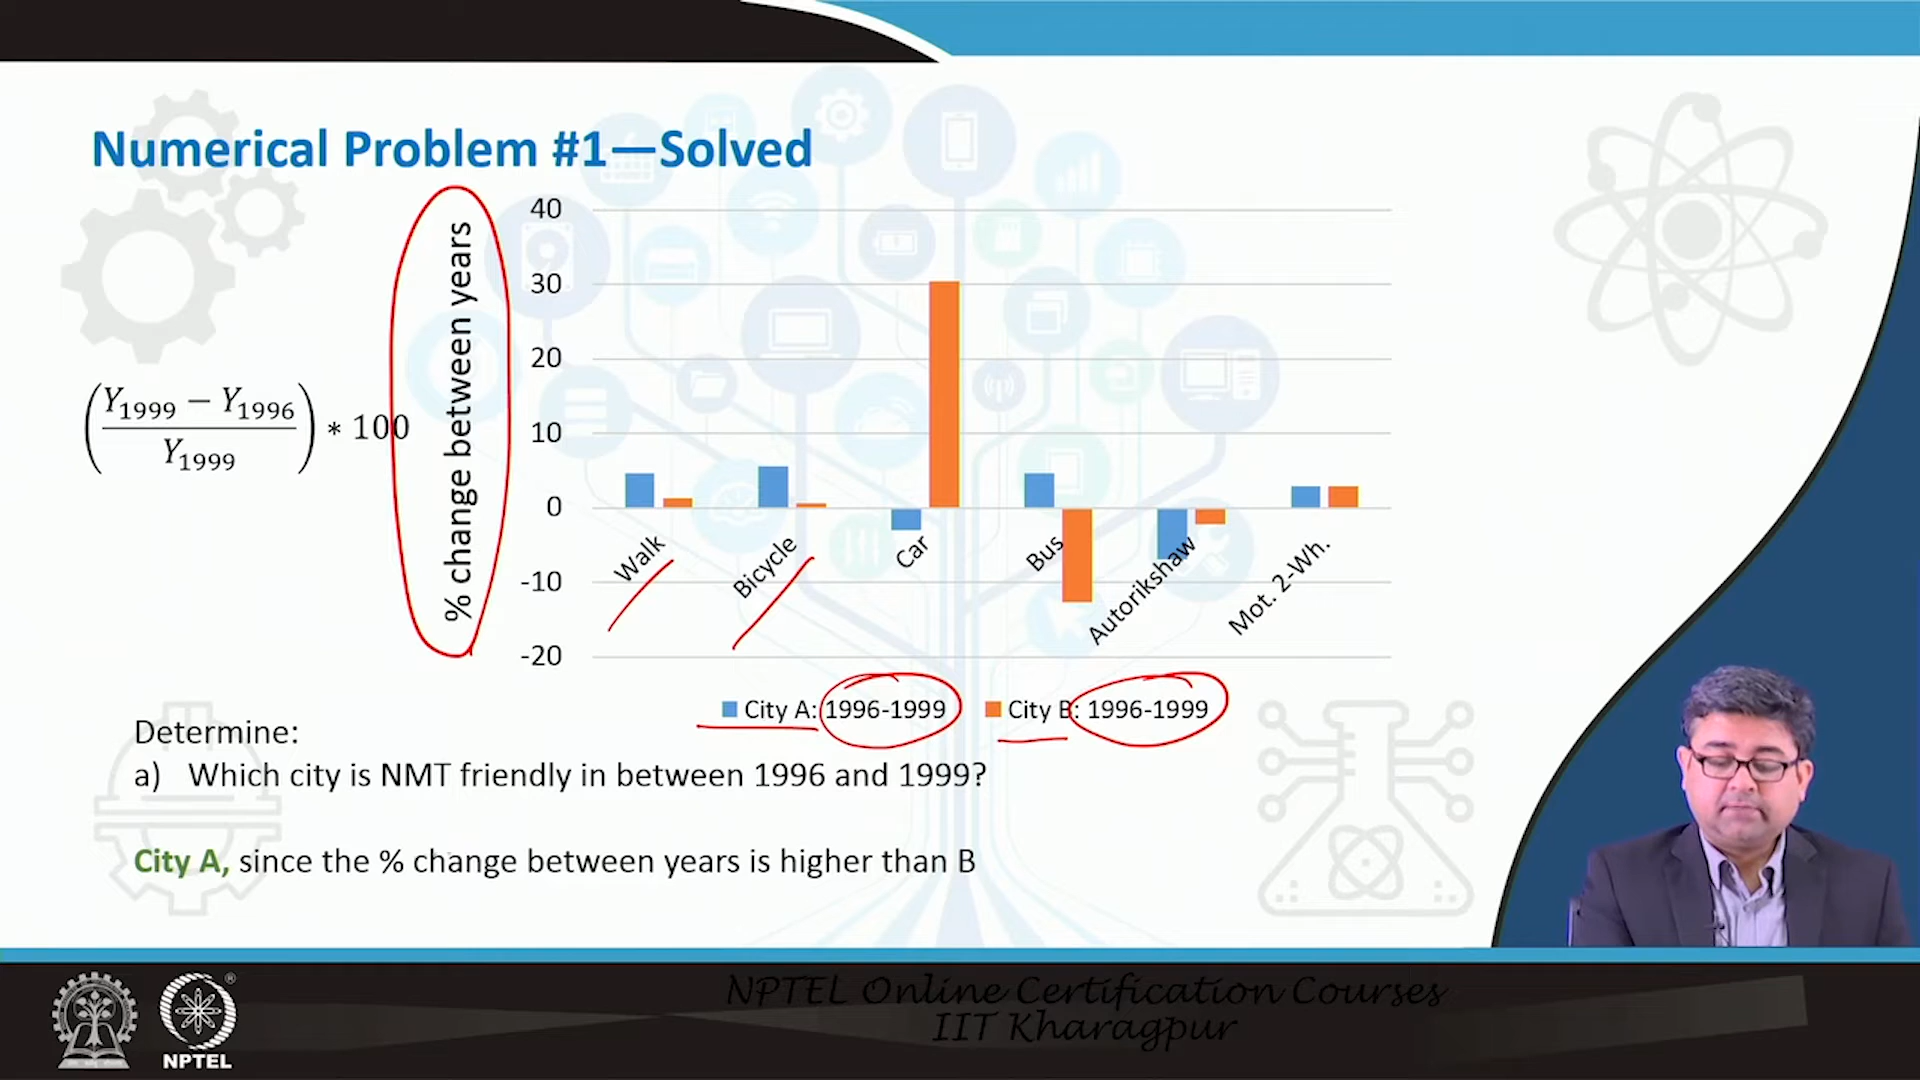 Numerical Problem #1—Solved
(Y1999 − Y1996 / Y1999) * 100
% change between years
40
30
20
10
0
-10
-20
Walk
Bicycle
Car
Bus
Autorikshaw
Mot. 2-Wh.
City A: 1996-1999
City B: 1996-1999
Determine:
a) Which city is NMT friendly in between 1996 and 1999?
City A, since the % change between years is higher than B
NPTEL Online Certification Courses
IIT Kharagpur
NPTEL
®